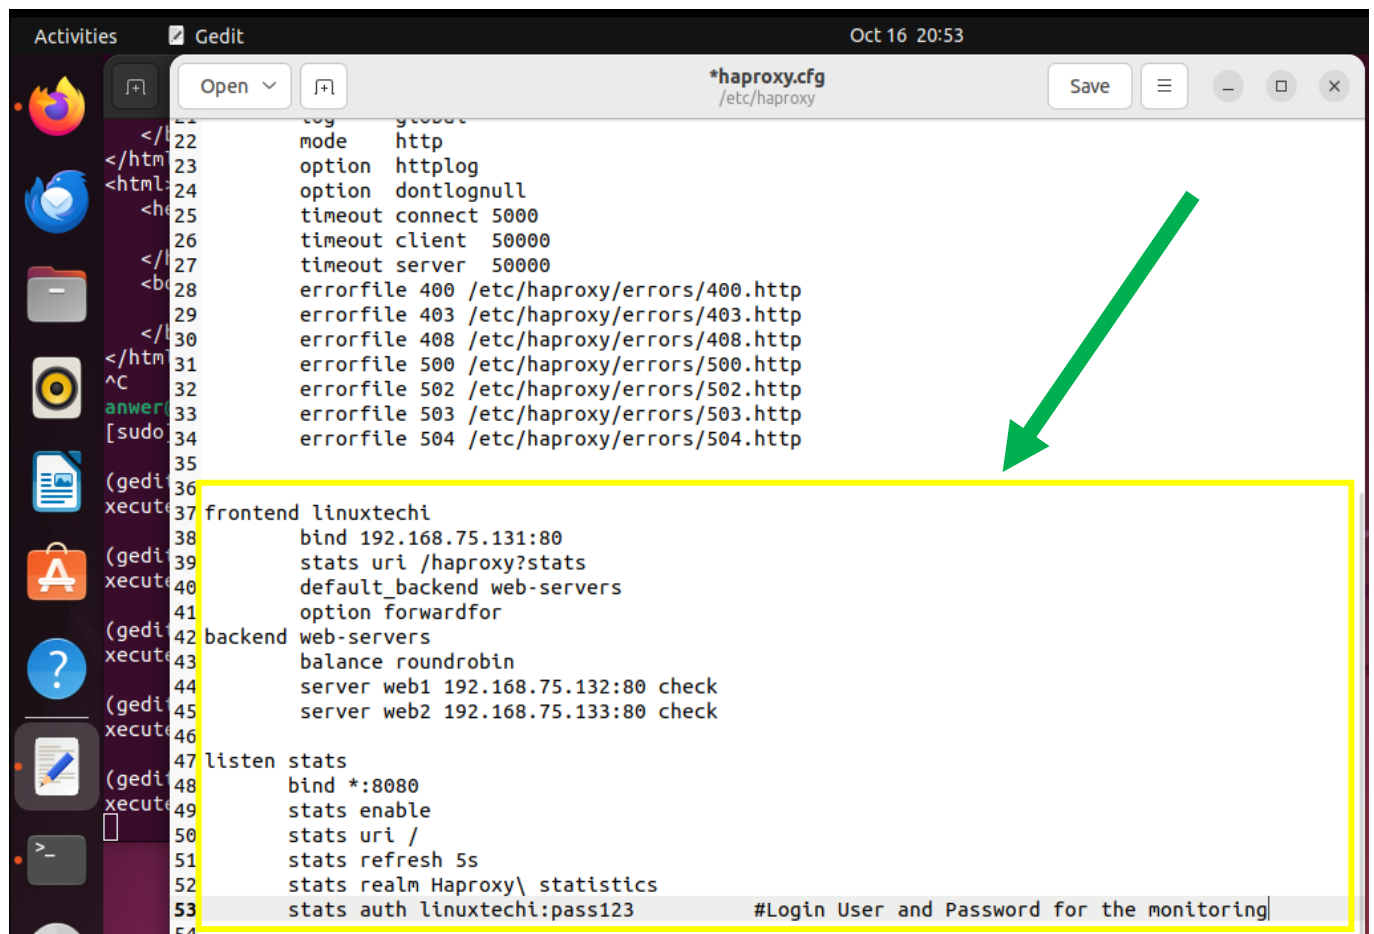 Activities Gedit Oct 16 20:53
Open *haproxy.cfg Save
/etc/haproxy
22 mode http
23 option httplog
24 option dontlognull
25 timeout connect 5000
26 timeout client 50000
27 timeout server 50000
28 errorfile 400 /etc/haproxy/errors/400.http
29 errorfile 403 /etc/haproxy/errors/403.http
30 errorfile 408 /etc/haproxy/errors/408.http
31 errorfile 500 /etc/haproxy/errors/500.http
32 errorfile 502 /etc/haproxy/errors/502.http
33 errorfile 503 /etc/haproxy/errors/503.http
34 errorfile 504 /etc/haproxy/errors/504.http
35
36
37 frontend linuxtechi
38 bind 192.168.75.131:80
39 stats uri /haproxy?stats
40 default_backend web-servers
41 option forwardfor
42 backend web-servers
43 balance roundrobin
44 server web1 192.168.75.132:80 check
45 server web2 192.168.75.133:80 check
46
47 listen stats
48 bind *:8080
49 stats enable
50 stats uri /
51 stats refresh 5s
52 stats realm Haproxy\ statistics
53 stats auth linuxtechi:pass123 #Login User and Password for the monitoring